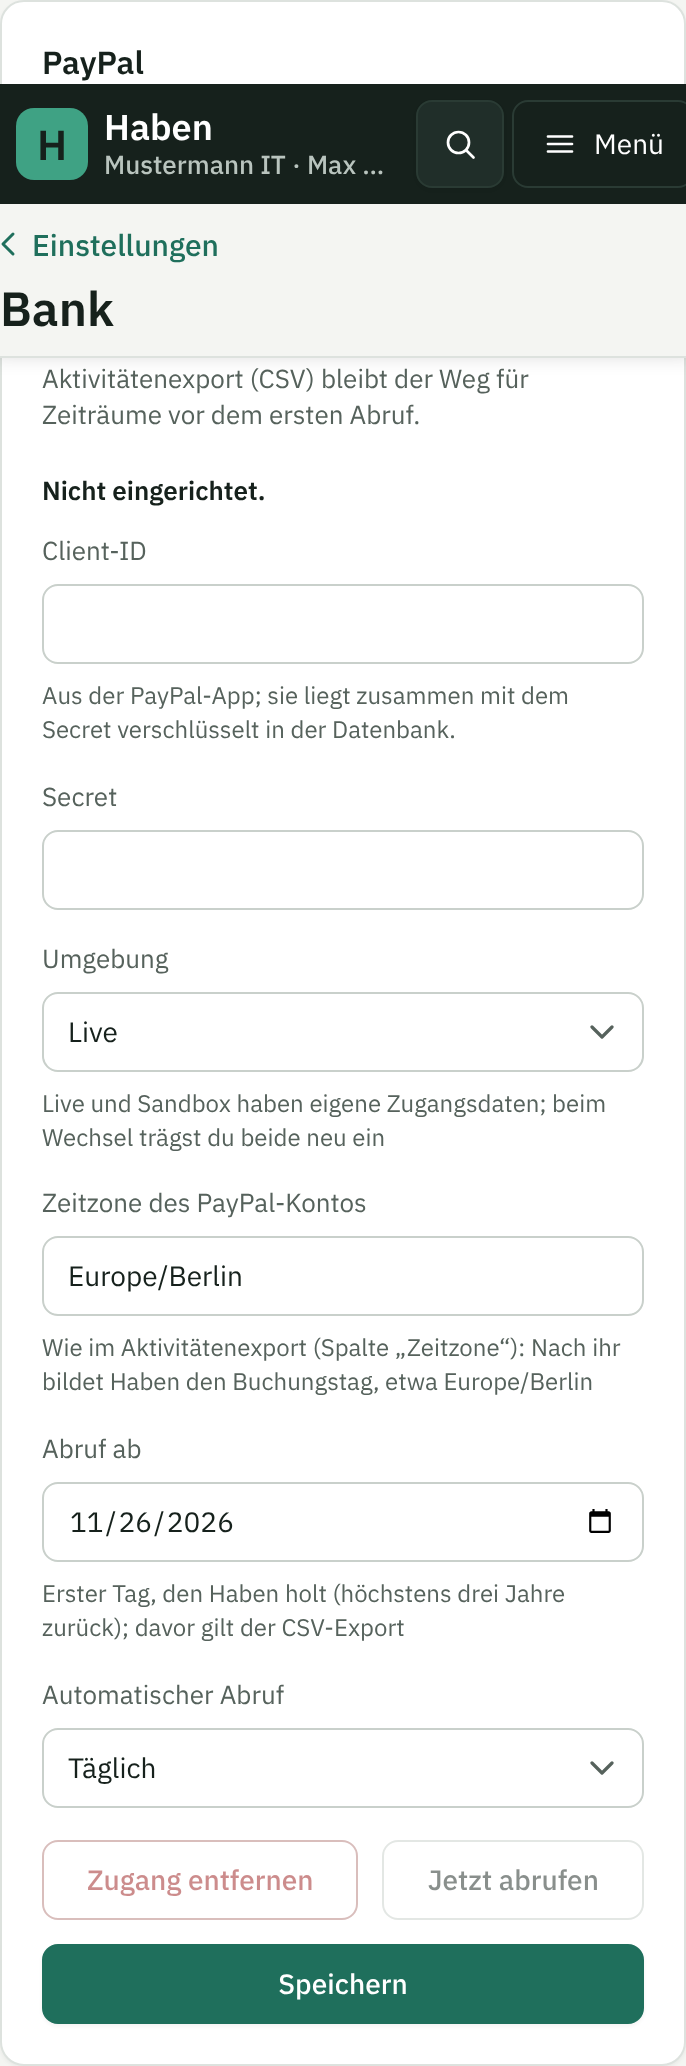 PayPal
H
Haben
Mustermann IT · Max ...
Menü
Einstellungen
Bank
Aktivitätenexport (CSV) bleibt der Weg für
Zeiträume vor dem ersten Abruf.
Nicht eingerichtet.
Client-ID
Aus der PayPal-App; sie liegt zusammen mit dem
Secret verschlüsselt in der Datenbank.
Secret
Umgebung
Live
Live und Sandbox haben eigene Zugangsdaten; beim
Wechsel trägst du beide neu ein
Zeitzone des PayPal-Kontos
Europe/Berlin
Wie im Aktivitätenexport (Spalte „Zeitzone“): Nach ihr
bildet Haben den Buchungstag, etwa Europe/Berlin
Abruf ab
11/26/2026
Erster Tag, den Haben holt (höchstens drei Jahre
zurück); davor gilt der CSV-Export
Automatischer Abruf
Täglich
Zugang entfernen
Jetzt abrufen
Speichern